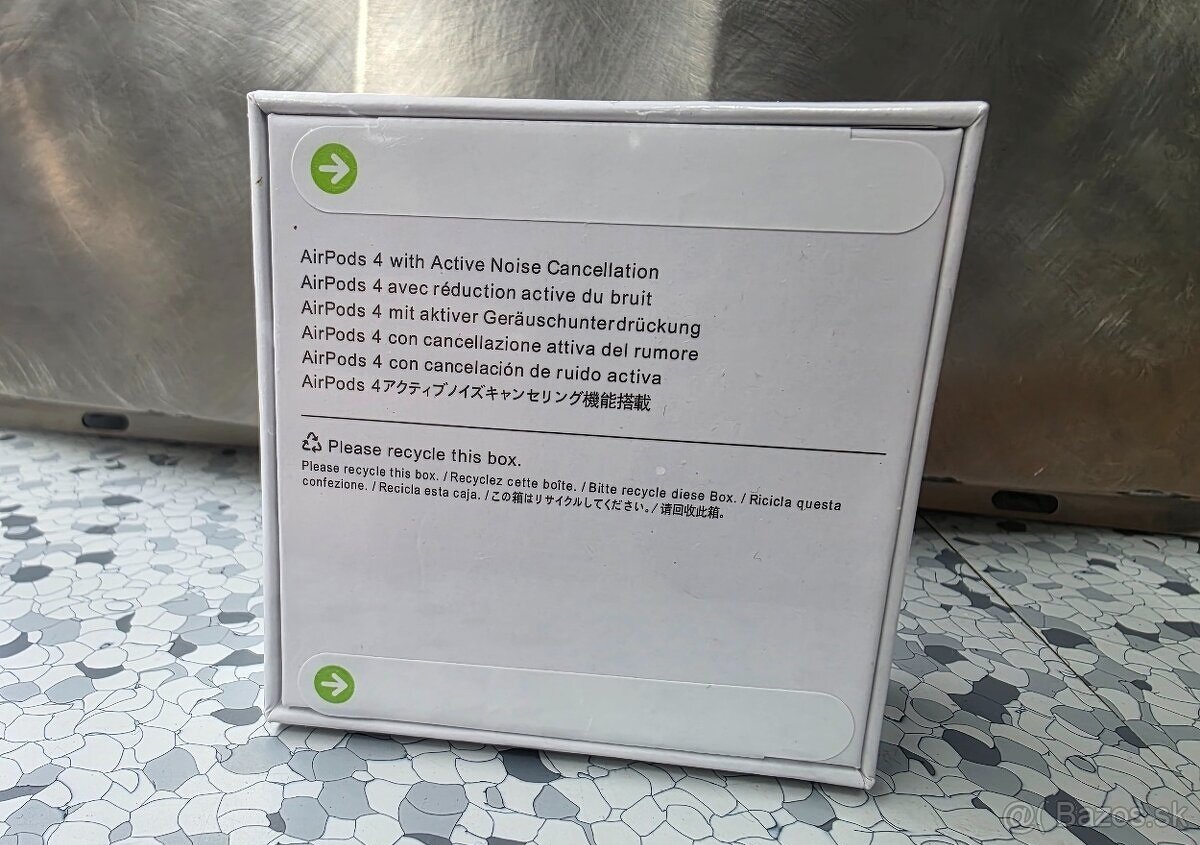 AirPods 4 with Active Noise Cancellation
AirPods 4 avec réduction active du bruit
AirPods 4 mit aktiver Geräuschunterdrückung
AirPods 4 con cancellazione attiva del rumore
AirPods 4 con cancelación de ruido activa
AirPods 4アクティブノイズキャンセリング機能搭載
Please recycle this box.
Please recycle this box. / Recyclez cette boîte. / Bitte recycle diese Box. / Ricicla questa
confezione. / Recicla esta caja. / この箱はリサイクルしてください。/ 请回收此箱。
@ Bazos.sk